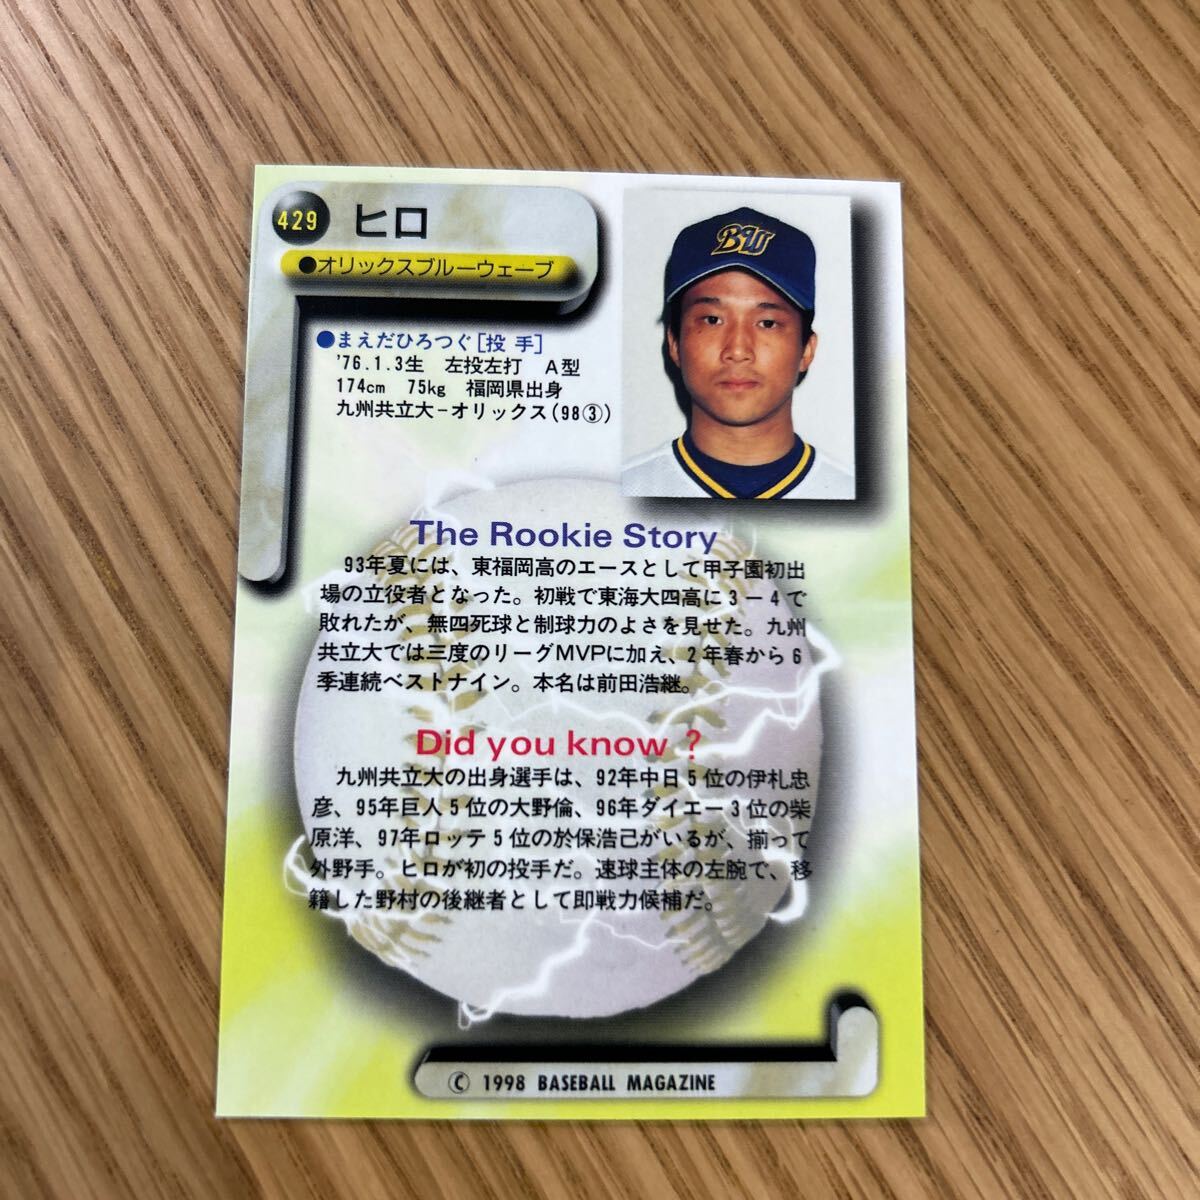 429 ヒロ
●オリックスブルーウェーブ
BW
●まえだひろつぐ[投手]
'76.1.3生 左投左打 A型
174cm 75kg 福岡県出身
九州共立大-オリックス(98③)
The Rookie Story
93年夏には、東福岡高のエースとして甲子園初出
場の立役者となった。初戦で東海大四高に3-4で
敗れたが、無四死球と制球力のよさを見せた。九州
共立大では三度のリーグMVPに加え、2年春から6
季連続ベストナイン。本名は前田浩継。
Did you know ?
九州共立大の出身選手は、92年中日5位の伊礼忠
彦、95年巨人5位の大野倫、96年ダイエー3位の柴
原洋、97年ロッテ5位の於保浩己がいるが、揃って
外野手。ヒロが初の投手だ。速球主体の左腕で、移
籍した野村の後継者として即戦力候補だ。
© 1998 BASEBALL MAGAZINE